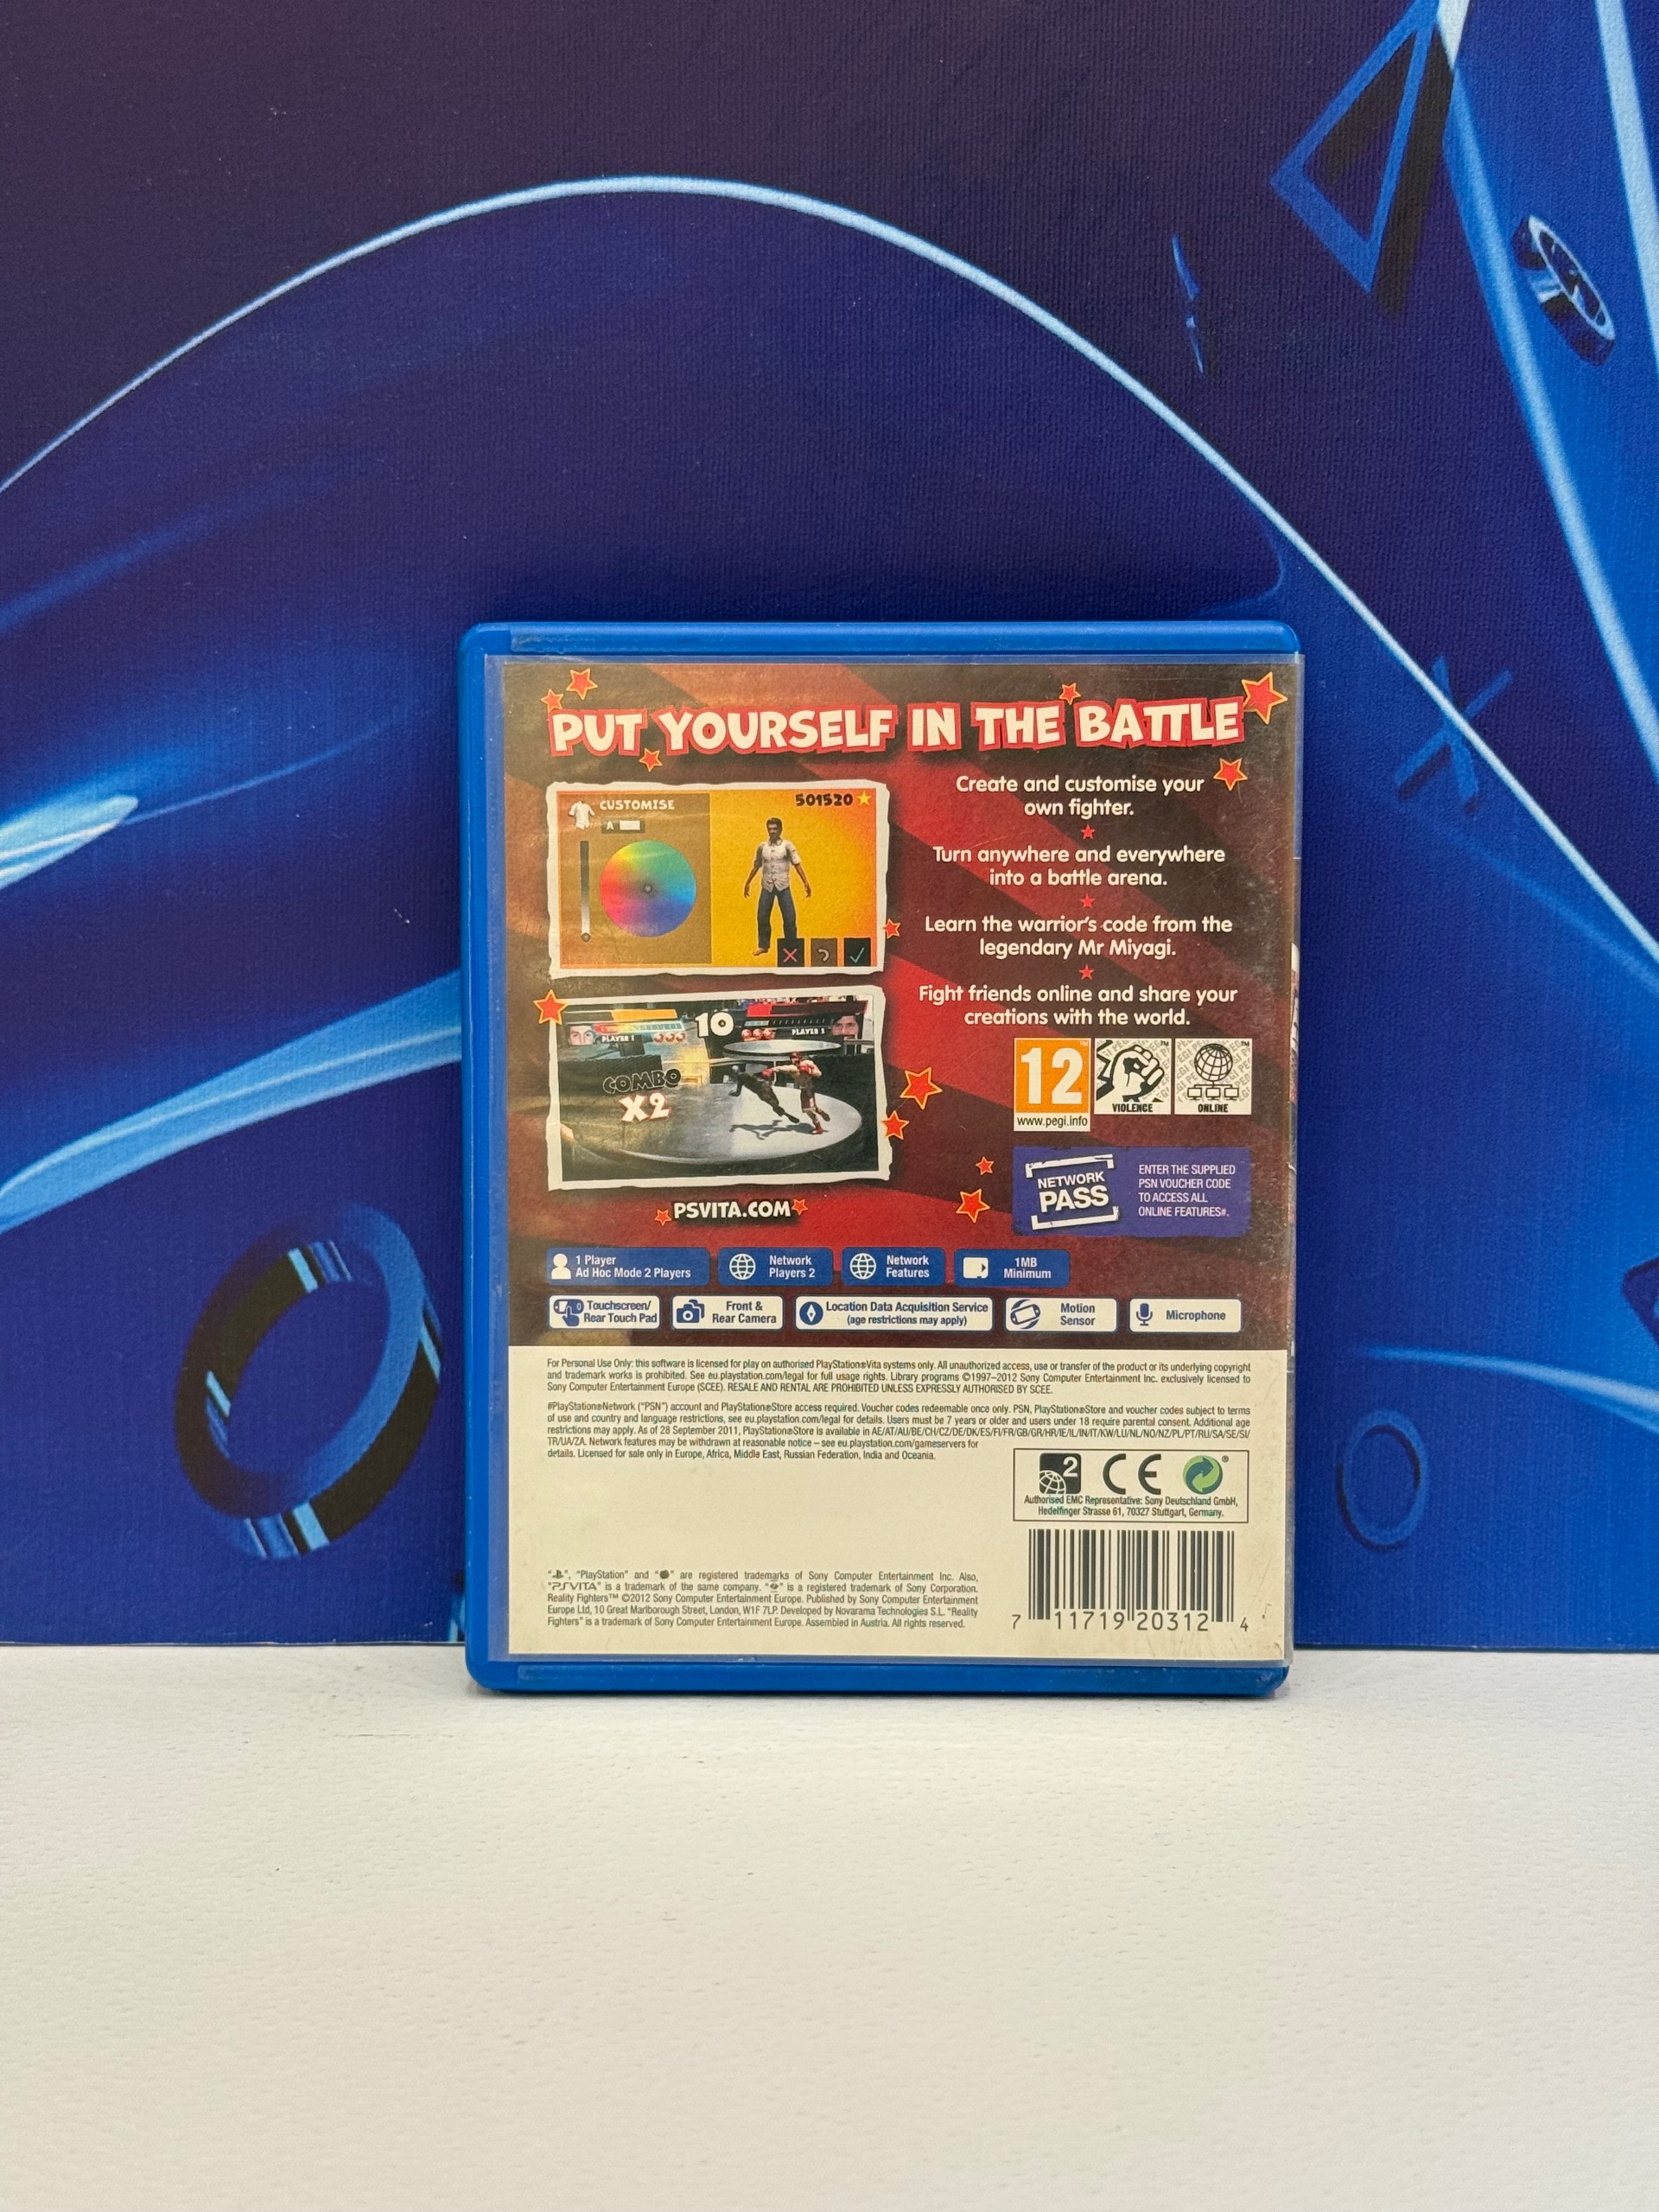 PUT YOURSELF IN THE BATTLE
CUSTOMISE
A
501520
Create and customise your
own fighter.
Turn anywhere and everywhere
into a battle arena.
Learn the warrior's code from the
legendary Mr Miyagi.
Fight friends online and share your
creations with the world.
PLAYER 1
10
COMBO
X2
12
www.pegi.info
VIOLENCE
ONLINE
PSVITA.COM
NETWORK
PASS
ENTER THE SUPPLIED
PSN VOUCHER CODE
TO ACCESS ALL
ONLINE FEATURES#.
1 Player
Ad Hoc Mode 2 Players
Network
Players 2
Network
Features
1MB
Minimum
Touchscreen/
Rear Touch Pad
Front &
Rear Camera
Location Data Acquisition Service
(age restrictions may apply)
Motion
Sensor
Microphone
For Personal Use Only: this software is licensed for play on authorised PlayStation®Vita systems only. All unauthorized access, use or transfer of the product or its underlying copyright
and trademark works is prohibited. See eu.playstation.com/legal for full usage rights. Library programs ©1997–2012 Sony Computer Entertainment Inc. exclusively licensed to
Sony Computer Entertainment Europe (SCEE). RESALE AND RENTAL ARE PROHIBITED UNLESS EXPRESSLY AUTHORISED BY SCEE.
#PlayStation®Network ("PSN") account and PlayStation®Store access required. Voucher codes redeemable once only. PSN, PlayStation®Store and voucher codes subject to terms
of use and country and language restrictions, see eu.playstation.com/legal for details. Users must be 7 years or older and users under 18 require parental consent. Additional age
restrictions may apply. As of 28 September 2011, PlayStation®Store is available in AE/AT/AU/BE/CH/CZ/DE/DK/ES/FI/FR/GB/GR/HR/IE/IL/IN/IT/KW/LU/NL/NO/NZ/PL/PT/RU/SA/SE/SI/
TR/UA/ZA. Network features may be withdrawn at reasonable notice – see eu.playstation.com/gameservers for
details. Licensed for sale only in Europe, Africa, Middle East, Russian Federation, India and Oceania.
2 CE
Authorised EMC Representative: Sony Deutschland GmbH,
Hedelfinger Strasse 61, 70327 Stuttgart, Germany.
"PlayStation" and are registered trademarks of Sony Computer Entertainment Inc. Also,
"PSVITA" is a trademark of the same company. is a registered trademark of Sony Corporation.
Reality Fighters™ ©2012 Sony Computer Entertainment Europe. Published by Sony Computer Entertainment
Europe Ltd, 10 Great Marlborough Street, London, W1F 7LP. Developed by Novarama Technologies S.L. "Reality
Fighters" is a trademark of Sony Computer Entertainment Europe. Assembled in Austria. All rights reserved.
7 11719 20312 4